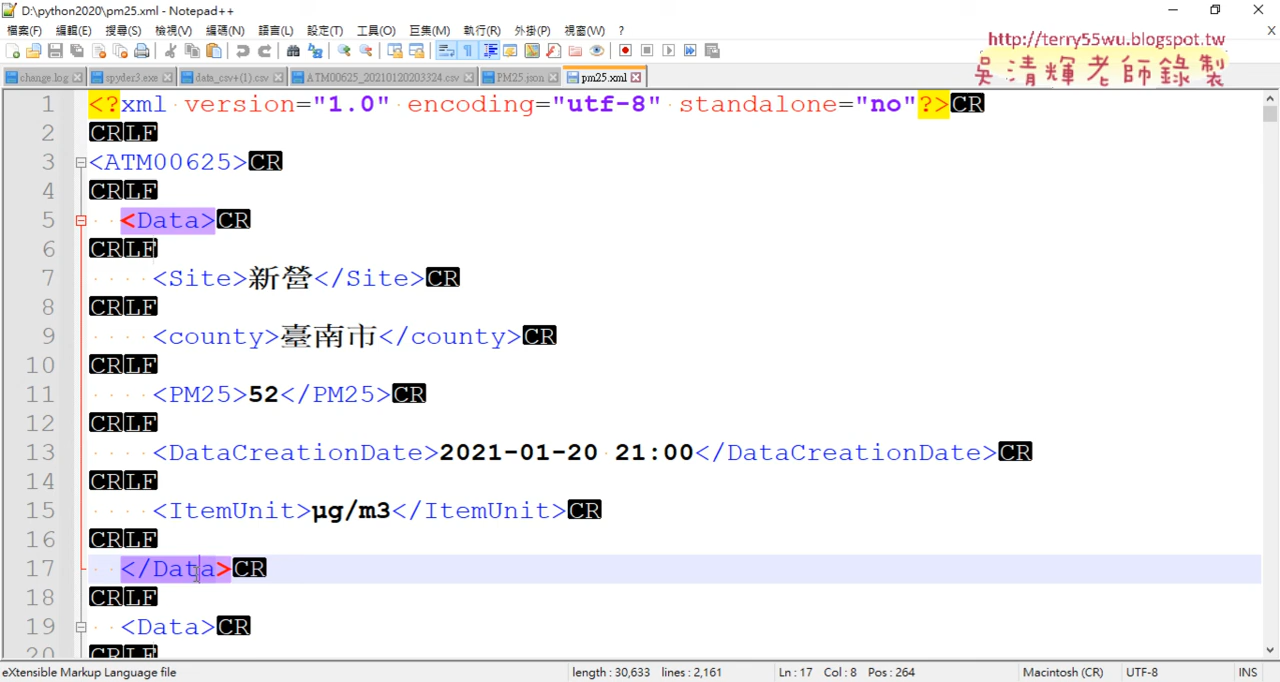 D:\python2020\pm25.xml - Notepad++
檔案(F) 編輯(E) 搜尋(S) 檢視(V) 編碼(N) 語言(L) 設定(T) 工具(O) 巨集(M) 執行(R) 外掛(P) 視窗(W) ?
http://terry55wu.blogspot.tw
吳清輝老師錄製
change.log spyder3.exe data_csv+(1).csv ATM00625_20210120203324.csv PM25.json pm25.xml
1 <?xml version="1.0" encoding="utf-8" standalone="no"?>CR
2 CRLF
3 <ATM00625>CR
4 CRLF
5 <Data>CR
6 CRLF
7 <Site>新營</Site>CR
8 CRLF
9 <county>臺南市</county>CR
10 CRLF
11 <PM25>52</PM25>CR
12 CRLF
13 <DataCreationDate>2021-01-20 21:00</DataCreationDate>CR
14 CRLF
15 <ItemUnit>μg/m3</ItemUnit>CR
16 CRLF
17 </Data>CR
18 CRLF
19 <Data>CR
20 CRLF
eXtensible Markup Language file length : 30,633 lines : 2,161 Ln : 17 Col : 8 Pos : 264 Macintosh (CR) UTF-8 INS